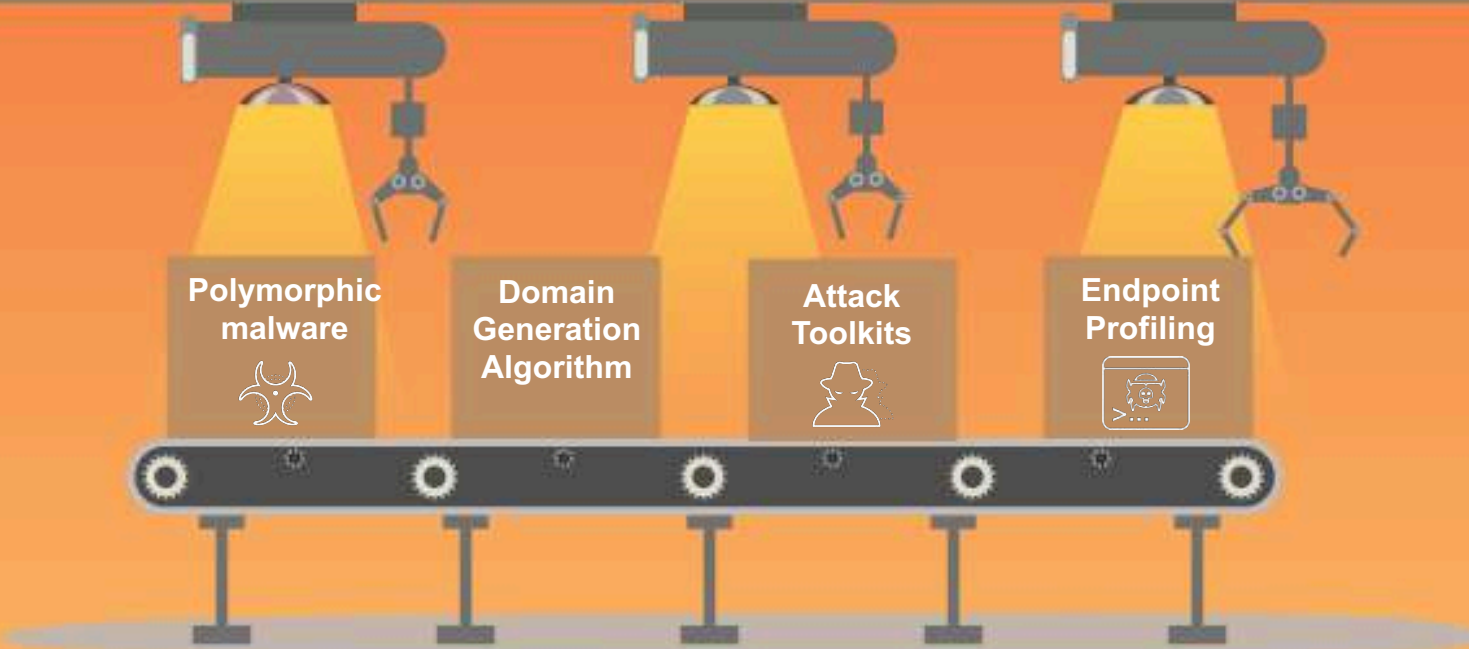 Polymorphic
malware
Domain
Generation
Algorithm
Attack
Toolkits
Endpoint
Profiling
>...